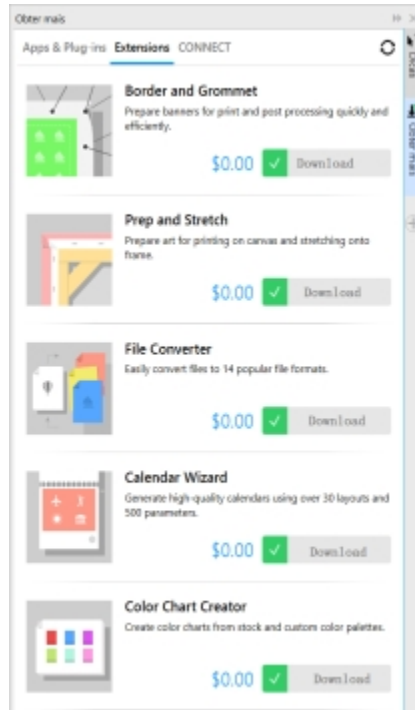 Obter mais
Apps & Plug-ins Extensions CONNECT
Border and Grommet
Prepare banners for print and post processing quickly and
efficiently.
$0.00 Download
Prep and Stretch
Prepare art for printing on canvas and stretching onto
frame.
$0.00 Download
File Converter
Easily convert files to 14 popular file formats.
$0.00 Download
Calendar Wizard
Generate high-quality calendars using over 30 layouts and
500 parameters.
$0.00 Download
Color Chart Creator
Create color charts from stock and custom color palettes.
$0.00 Download
Dicas
Obter mais